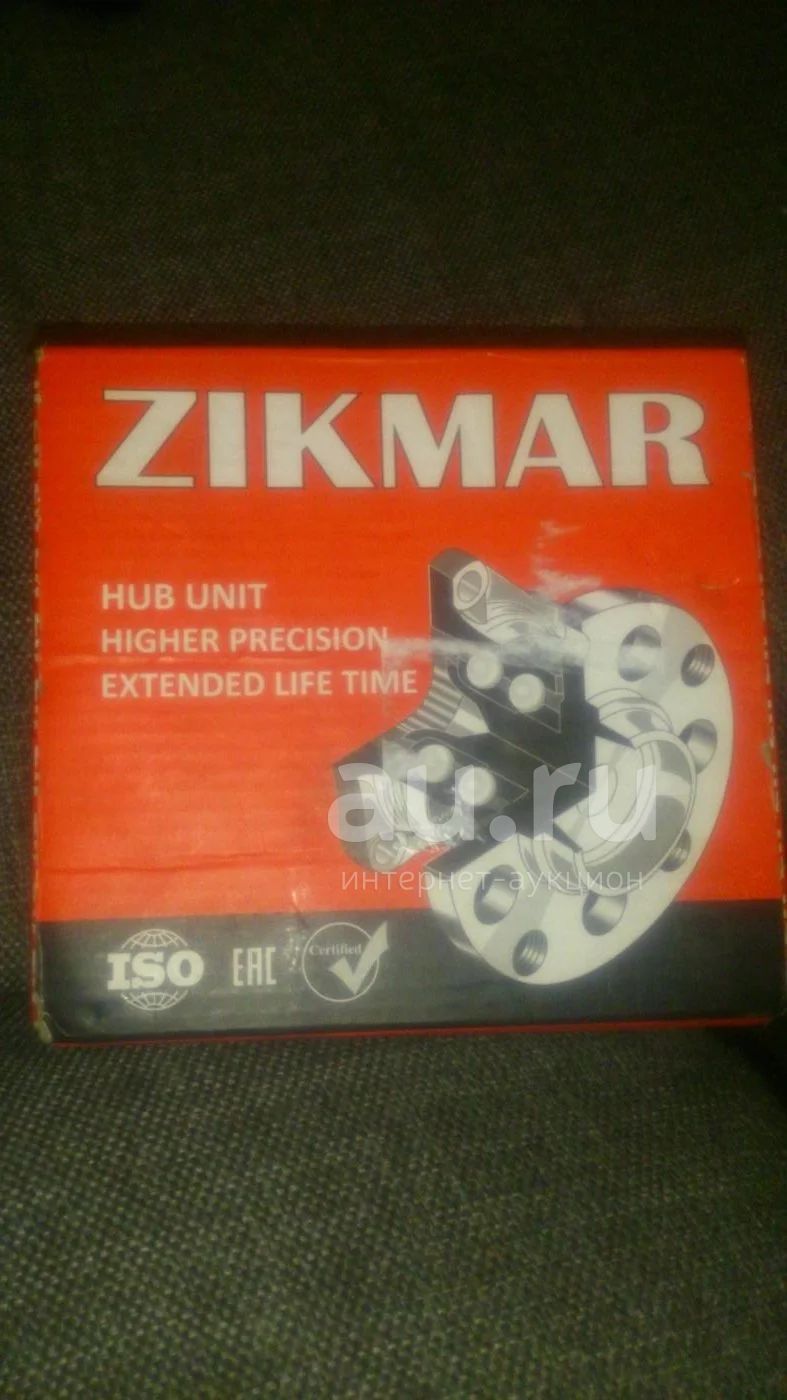 ZIKMAR
HUB UNIT
HIGHER PRECISION
EXTENDED LIFE TIME
au.ru
интернет-аукцион
ISO
EAC
Certified